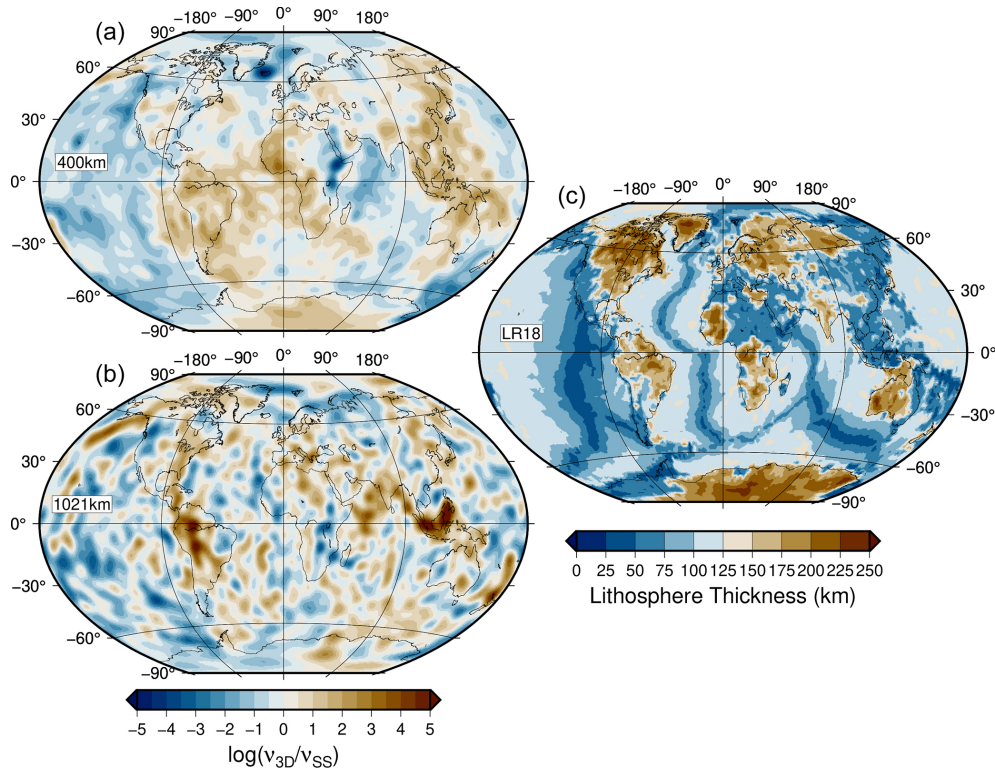 (a)
−180° −90° 0° 90° 180°
90°
60°
30°
0°
−30°
−60°
−90°
400km
(b)
−180° −90° 0° 90° 180°
90°
60°
30°
0°
−30°
−60°
−90°
1021km
−5 −4 −3 −2 −1 0 1 2 3 4 5
log(ν3D/νSS)
(c)
−180° −90° 0° 90° 180°
90°
60°
30°
0°
−30°
−60°
−90°
LR18
0 25 50 75 100 125 150 175 200 225 250
Lithosphere Thickness (km)